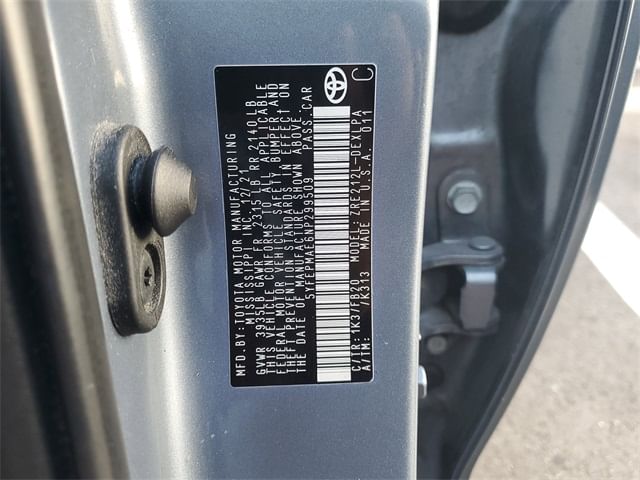 MFD. BY: TOYOTA MOTOR MANUFACTURING
MISSISSIPPI INC. 12/21
GVWR 3935LB GAWR FR 2315 LB RR 2140 LB
THIS VEHICLE CONFORMS TO ALL APPLICABLE
FEDERAL MOTOR VEHICLE SAFETY, BUMPER AND
THEFT PREVENTION STANDARDS IN EFFECT ON
THE DATE OF MANUFACTURE SHOWN ABOVE.
5YFEPMAE6NP299509 PASS. CAR
C/TR: 1K3/FB20 MODEL: ZRE212L-DEXLPA
A/TM: /K313 MADE IN U.S.A. 011
C